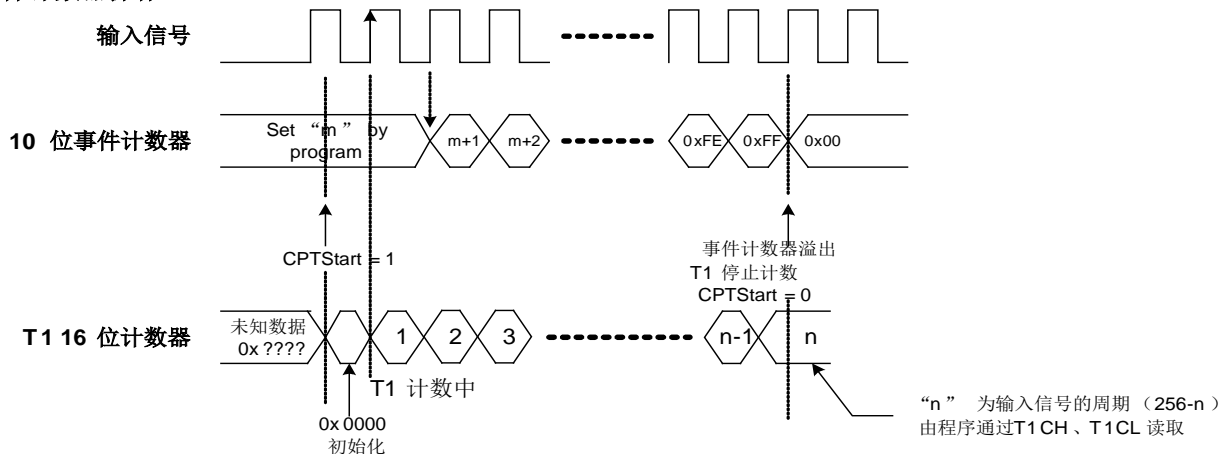 输入信号
10 位事件计数器
Set “m ” by
program
m+1
m+2
0xFE
0xFF
0x00
CPTStart = 1
事件计数器溢出
T1 停止计数
CPTStart = 0
T1 16 位计数器
未知数据
0x ????
1
2
3
n-1
n
T1 计数中
0x 0000
初始化
“n ” 为输入信号的周期 （256-n ）
由程序通过T1CH 、T1CL 读取